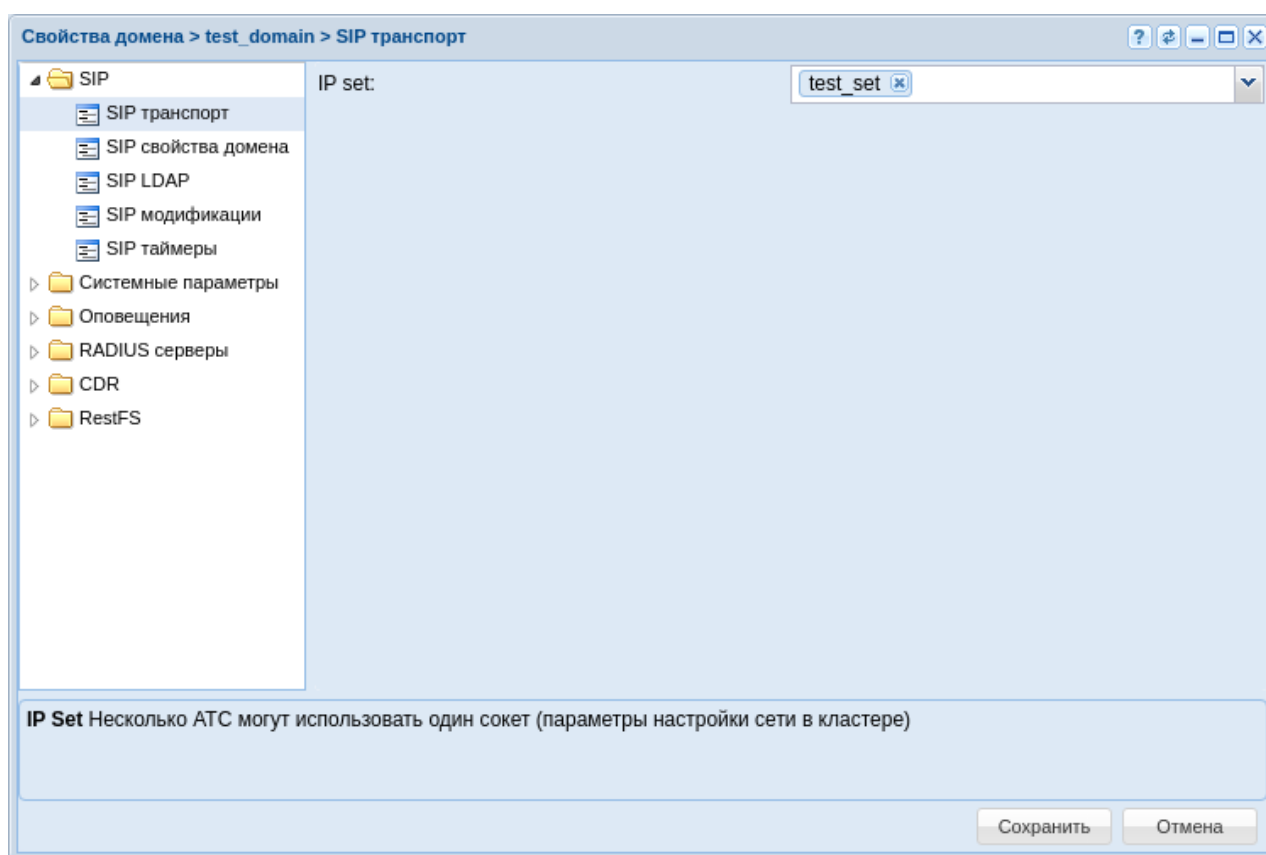 Свойства домена > test_domain > SIP транспорт
SIP
SIP транспорт
SIP свойства домена
SIP LDAP
SIP модификации
SIP таймеры
Системные параметры
Оповещения
RADIUS серверы
CDR
RestFS
IP set:
test_set
IP Set Несколько АТС могут использовать один сокет (параметры настройки сети в кластере)
Сохранить
Отмена